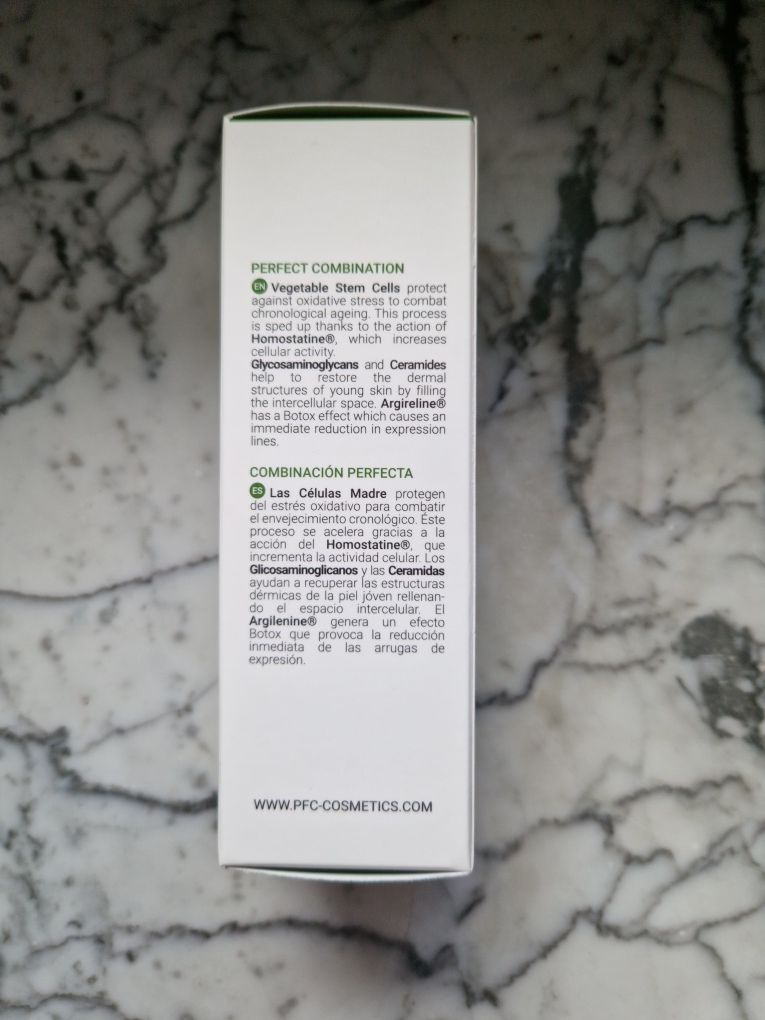 PERFECT COMBINATION
EN Vegetable Stem Cells protect
against oxidative stress to combat
chronological ageing. This process
is sped up thanks to the action of
Homostatine®, which increases
cellular activity.
Glycosaminoglycans and Ceramides
help to restore the dermal
structures of young skin by filling
the intercellular space. Argireline®
has a Botox effect which causes an
immediate reduction in expression
lines.
COMBINACIÓN PERFECTA
ES Las Células Madre protegen
del estrés oxidativo para combatir
el envejecimiento cronológico. Éste
proceso se acelera gracias a la
acción del Homostatine®, que
incrementa la actividad celular. Los
Glicosaminoglicanos y las Ceramidas
ayudan a recuperar las estructuras
dérmicas de la piel jóven rellenan-
do el espacio intercelular. El
Argilenine® genera un efecto
Botox que provoca la reducción
inmediata de las arrugas de
expresión.
WWW.PFC-COSMETICS.COM